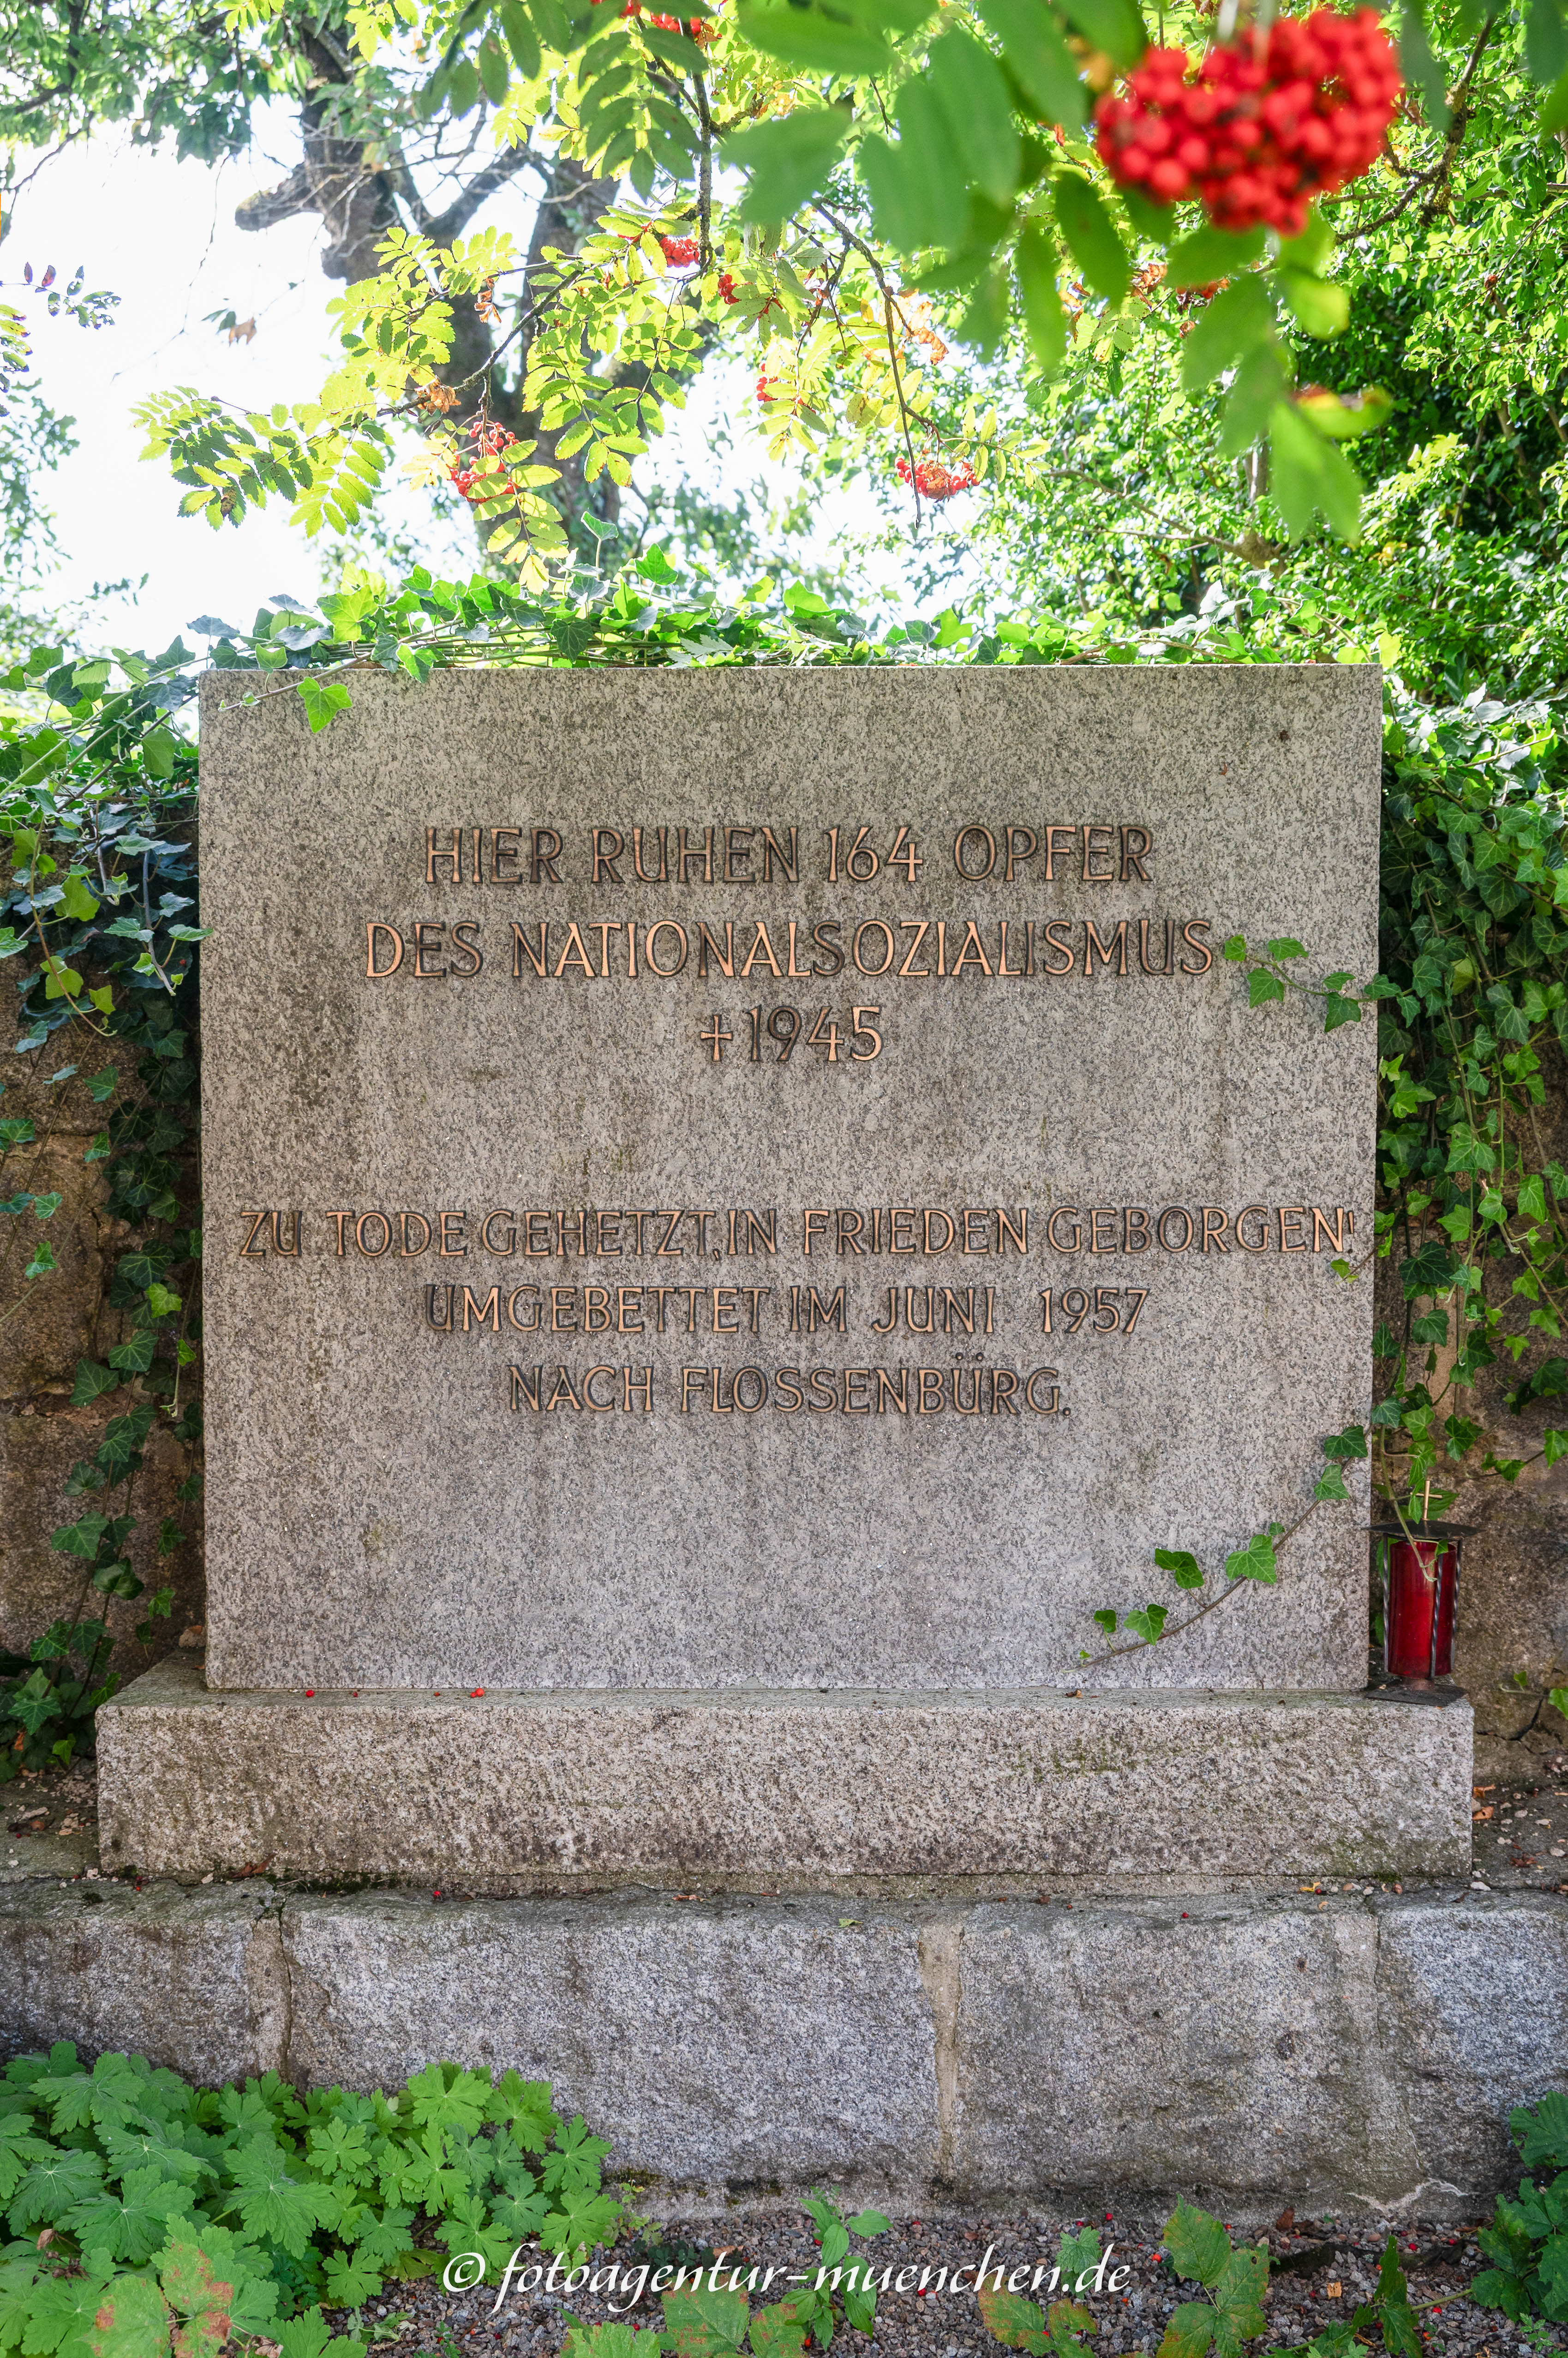 HIER RUHEN 164 OPFER
DES NATIONALSOZIALISMUS
+1945
ZU TODE GEHETZT, IN FRIEDEN GEBORGEN!
UMGEBETTET IM JUNI 1957
NACH FLOSSENBÜRG.
© fotoagentur-muenchen.de